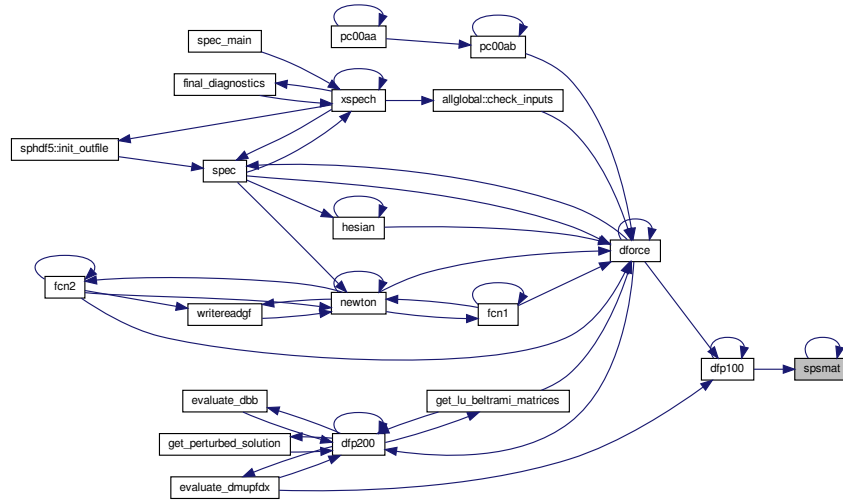 spec_main
pc00aa
pc00ab
final_diagnostics
xspech
allglobal::check_inputs
sphdf5::init_outfile
spec
hesian
dforce
fcn2
writereadgf
newton
fcn1
dfp100
spsmat
evaluate_dbb
get_lu_beltrami_matrices
get_perturbed_solution
dfp200
evaluate_dmupfdx